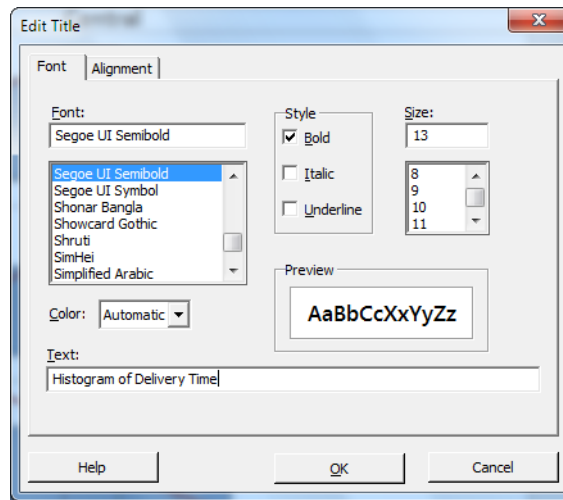 Edit Title
Font Alignment
Font:
Segoe UI Semibold
Segoe UI Semibold
Segoe UI Symbol
Shonar Bangla
Showcard Gothic
Shruti
SimHei
Simplified Arabic
Style
Bold
Italic
Underline
Size:
13
8
9
10
11
Color: Automatic
Preview
AaBbCcXxYyZz
Text:
Histogram of Delivery Time
Help OK Cancel